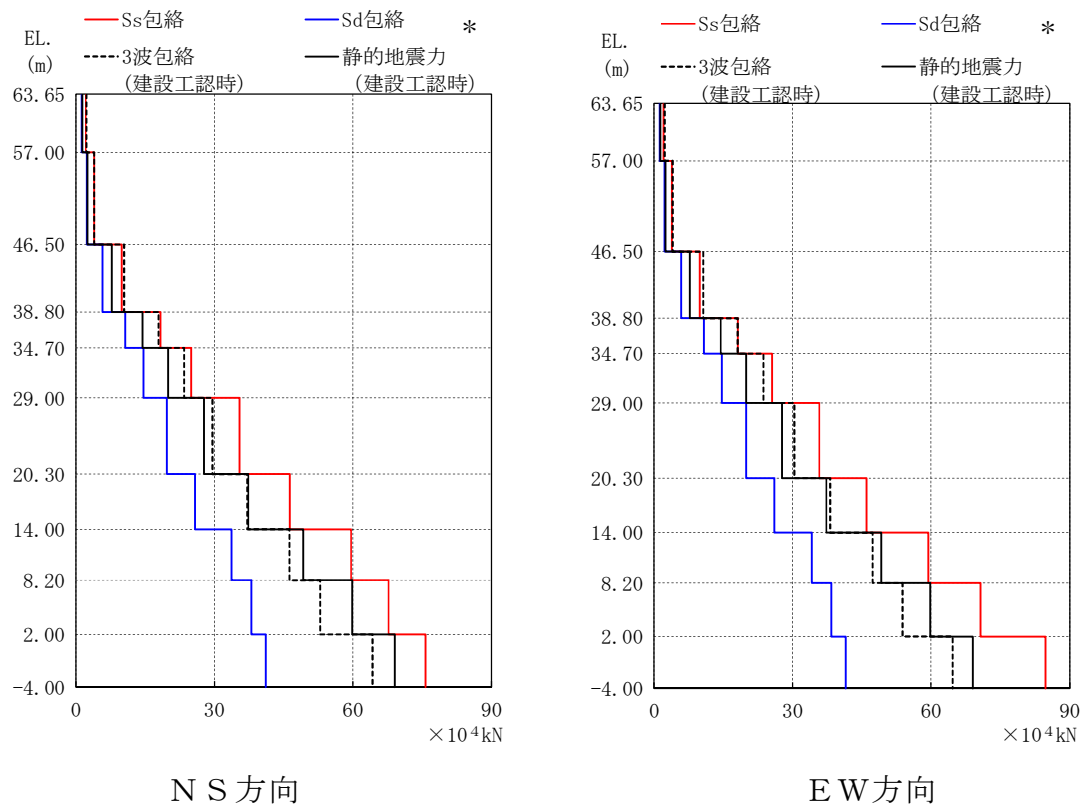 Ss包絡
Sd包絡
*
EL.
(m)
3波包絡
(建設工認時)
静的地震力
(建設工認時)
63.65
57.00
46.50
38.80
34.70
29.00
20.30
14.00
8.20
2.00
-4.00
0
30
60
90
×10⁴kN
ＮＳ方向
Ss包絡
Sd包絡
*
EL.
(m)
3波包絡
(建設工認時)
静的地震力
(建設工認時)
63.65
57.00
46.50
38.80
34.70
29.00
20.30
14.00
8.20
2.00
-4.00
0
30
60
90
×10⁴kN
ＥＷ方向